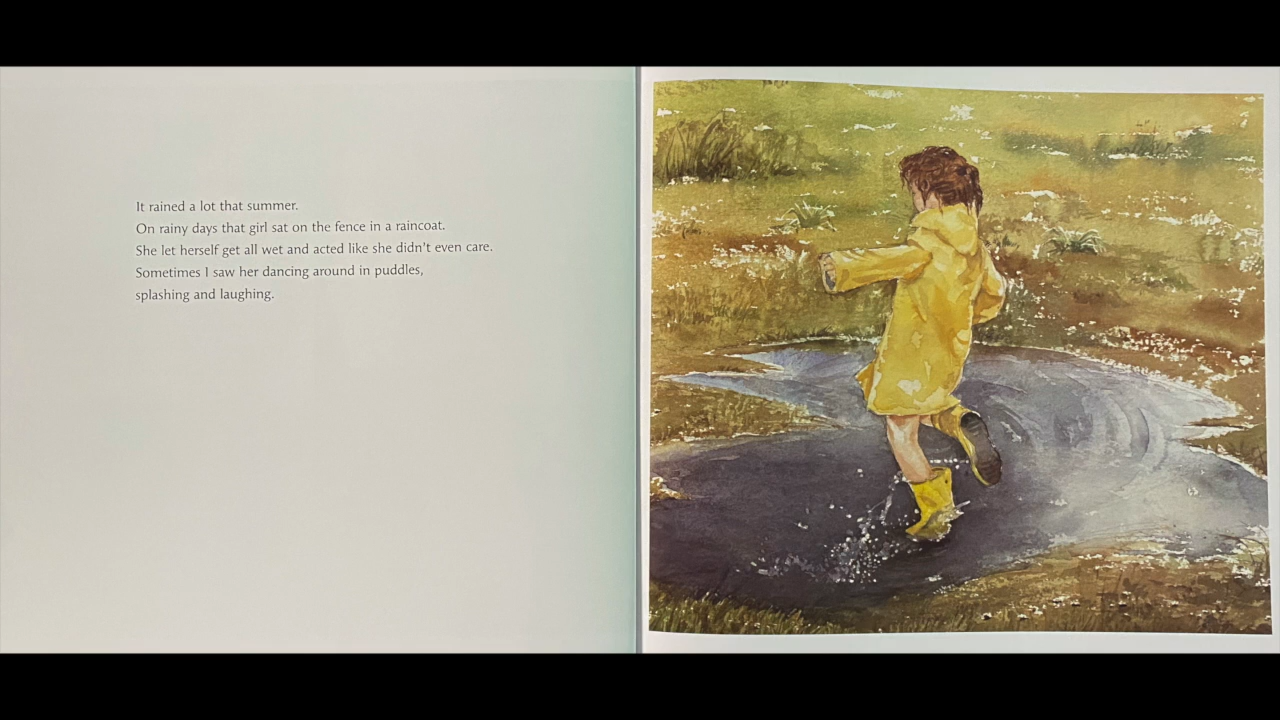 It rained a lot that summer.
On rainy days that girl sat on the fence in a raincoat.
She let herself get all wet and acted like she didn't even care.
Sometimes I saw her dancing around in puddles,
splashing and laughing.